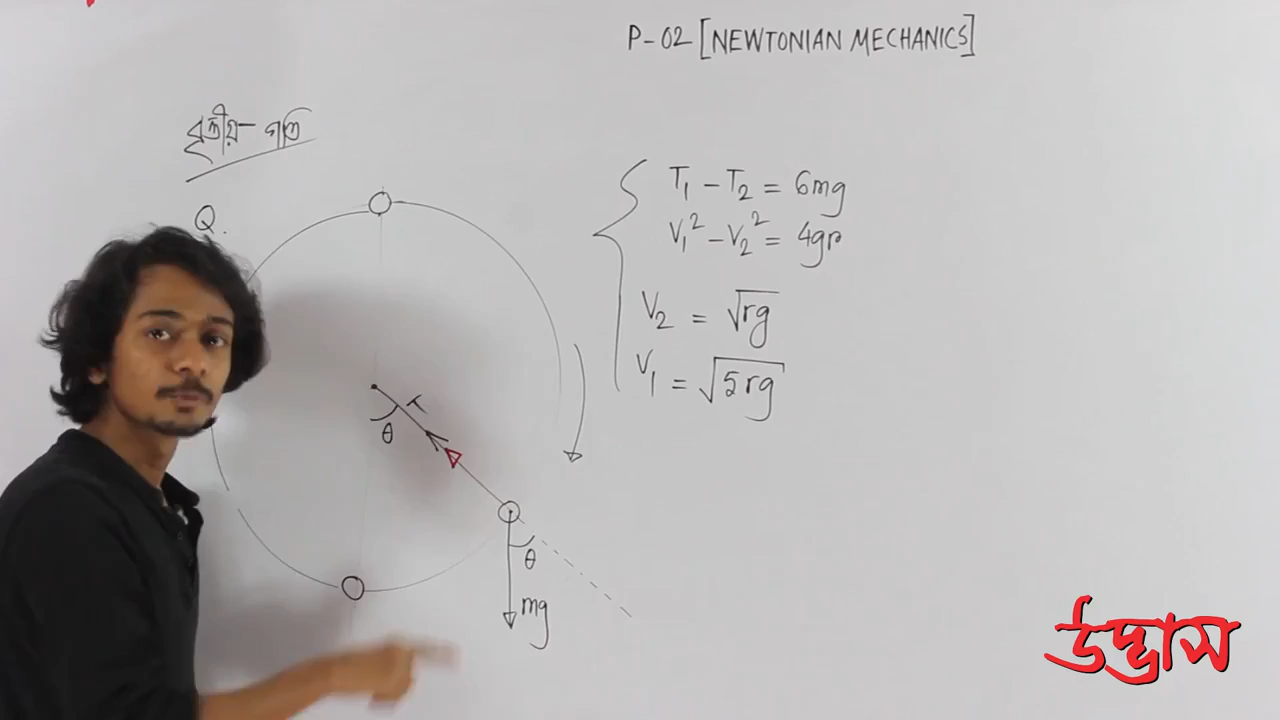 P-02 [NEWTONIAN MECHANICS]
বৃত্তীয়- গতি
Q.
T₁ - T₂ = 6mg
V₁² - V₂² = 4gr
V₂ = √rg
V₁ = √5rg
T
θ
θ
mg
উদ্ভাস